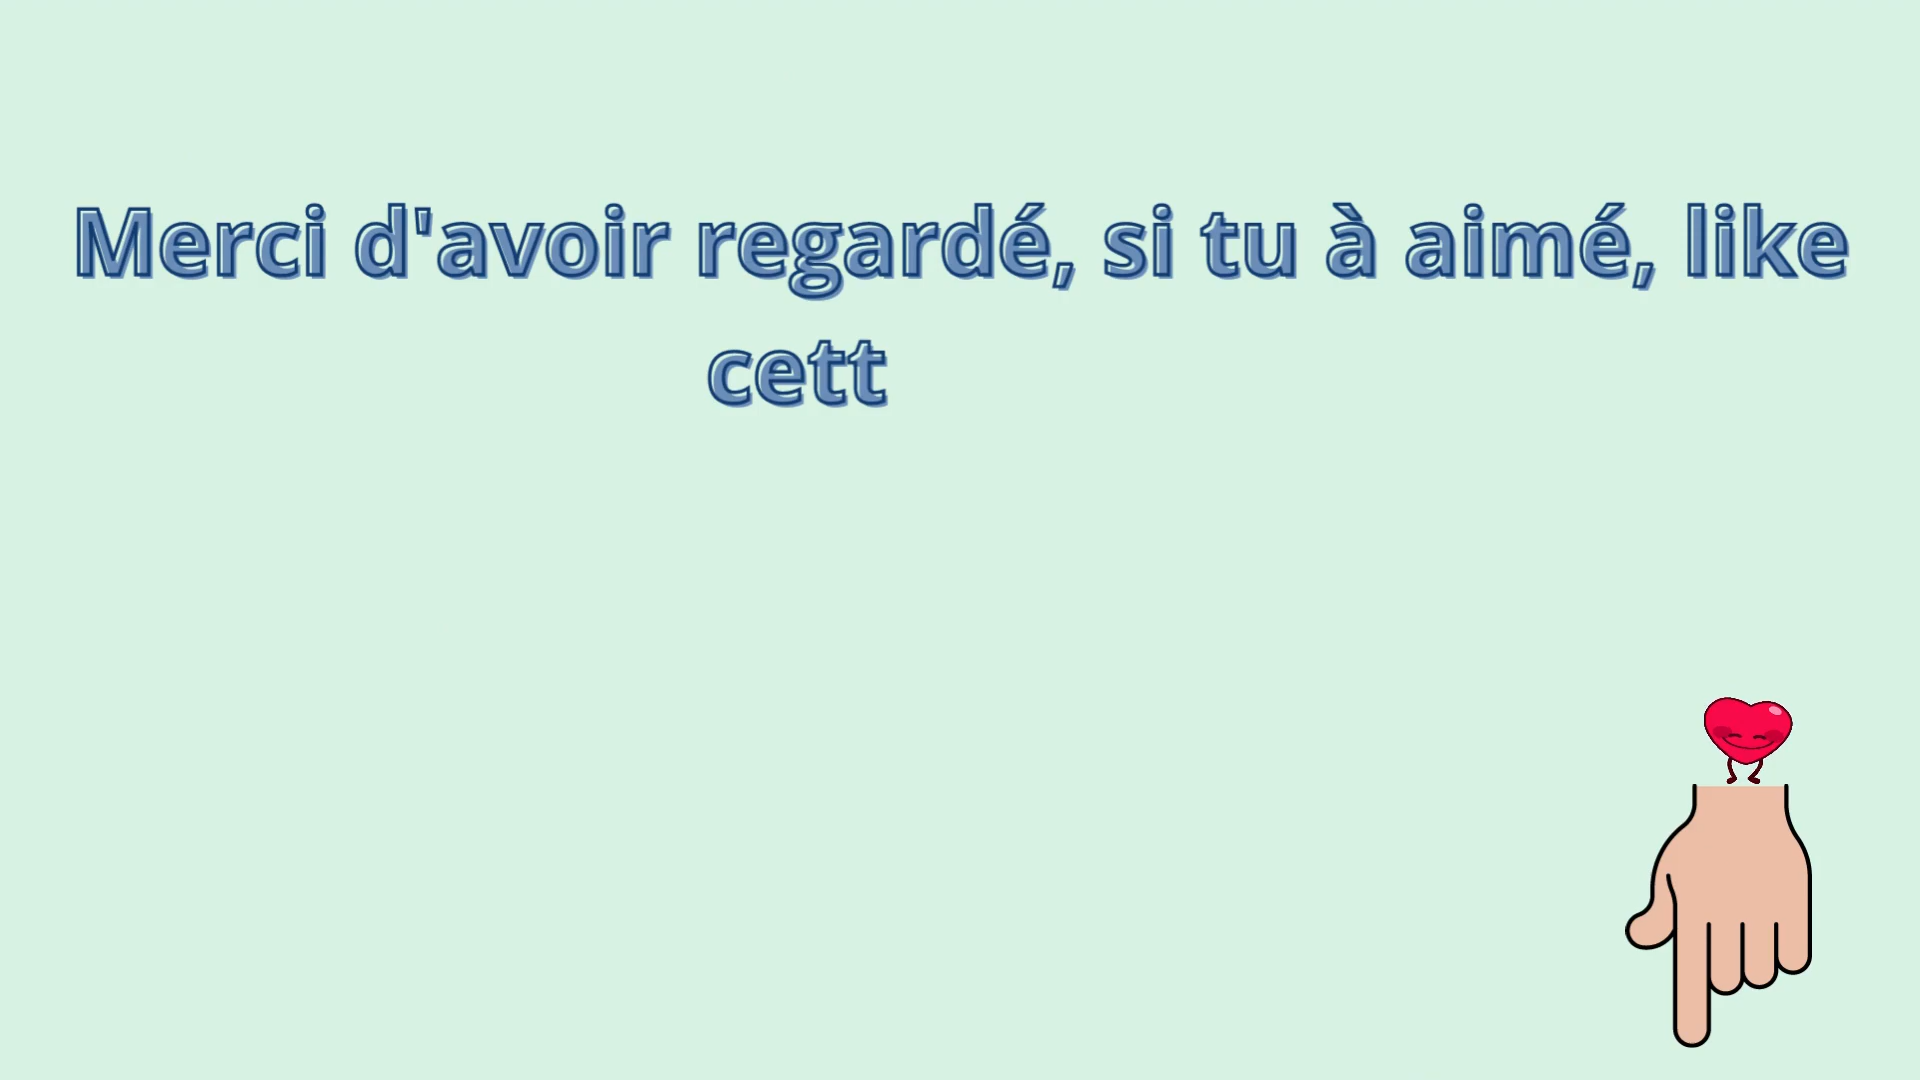 Merci d'avoir regardé, si tu à aimé, like
cett